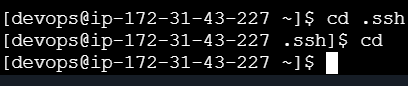 [devops@ip-172-31-43-227 ~]$ cd .ssh
[devops@ip-172-31-43-227 .ssh]$ cd
[devops@ip-172-31-43-227 ~]$